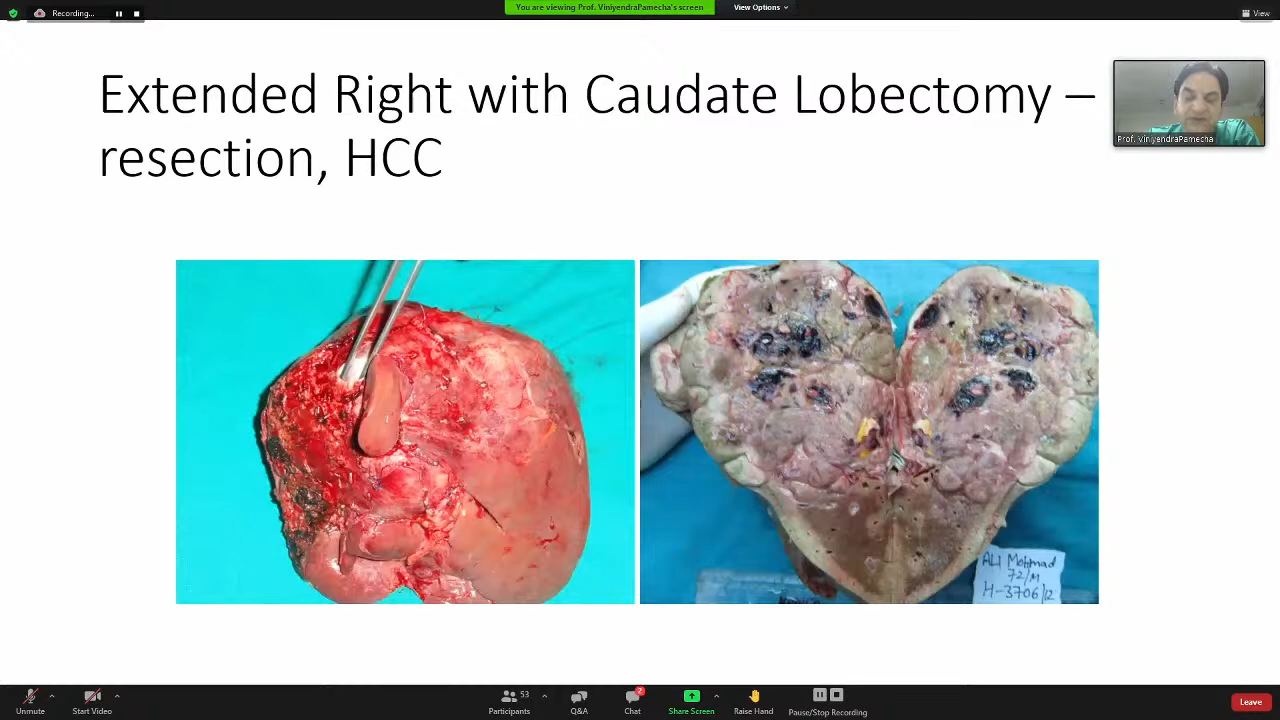 Recording...
You are viewing Prof. ViniyendraPamecha's screen
View Options
View
Extended Right with Caudate Lobectomy –
resection, HCC
Prof. ViniyendraPamecha
ALI Mohmad
72/M
H-3706/12
Unmute
Start Video
53
Participants
Q&A
2
Chat
Share Screen
Raise Hand
Pause/Stop Recording
Leave